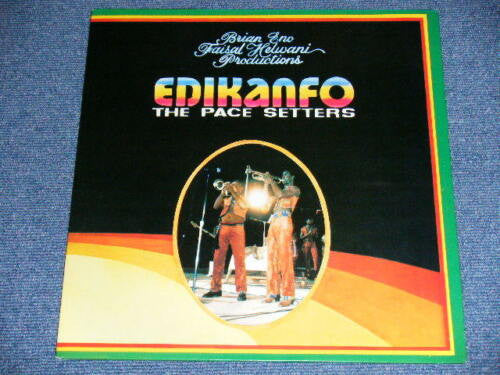 Brian Eno
Faisal Helwani
Productions
EDIKANFO
THE PACE SETTERS